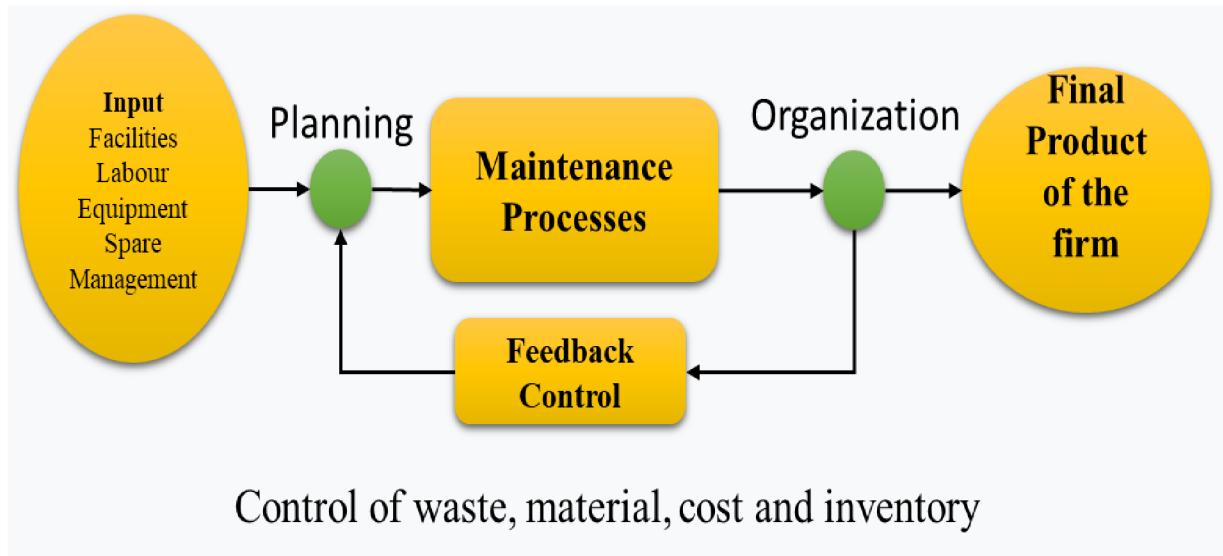 Input
Facilities
Labour
Equipment
Spare
Management
Planning
Maintenance
Processes
Organization
Final
Product
of the
firm
Feedback
Control
Control of waste, material, cost and inventory